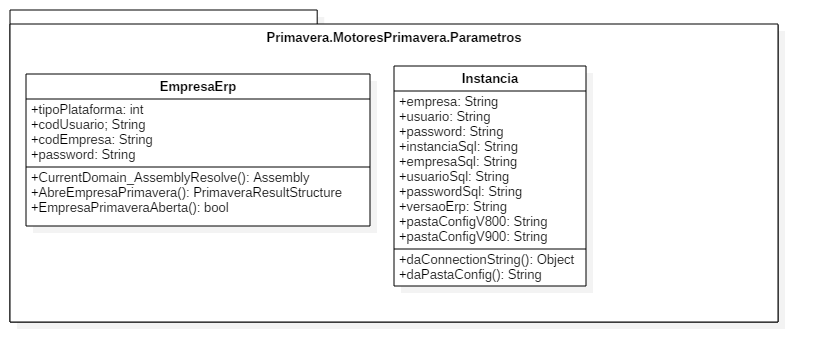 Primavera.MotoresPrimavera.Parametros
EmpresaErp
+tipoPlataforma: int
+codUsuario; String
+codEmpresa: String
+password: String
+CurrentDomain_AssemblyResolve(): Assembly
+AbreEmpresaPrimavera(): PrimaveraResultStructure
+EmpresaPrimaveraAberta(): bool
Instancia
+empresa: String
+usuario: String
+password: String
+instanciaSql: String
+empresaSql: String
+usuarioSql: String
+passwordSql: String
+versaoErp: String
+pastaConfigV800: String
+pastaConfigV900: String
+daConnectionString(): Object
+daPastaConfig(): String